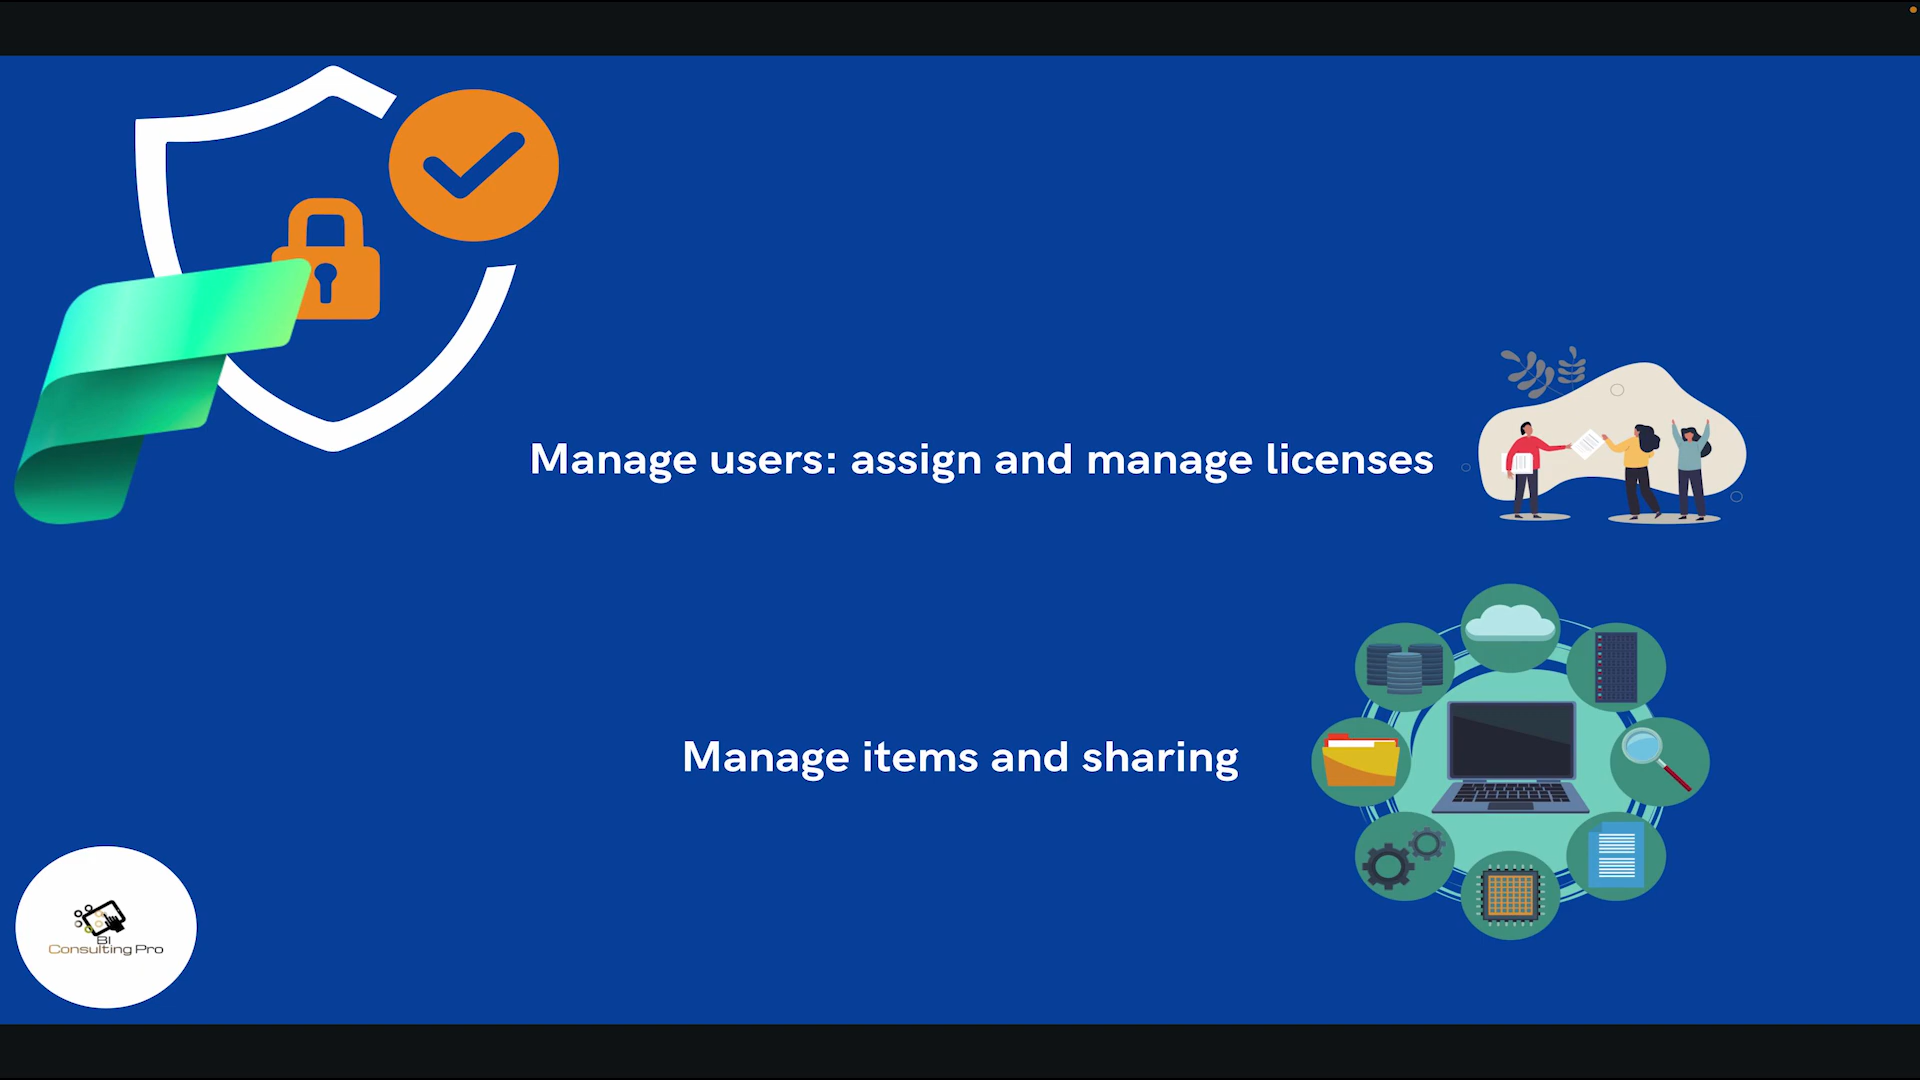 Manage users: assign and manage licenses
Manage items and sharing
BI
Consulting Pro